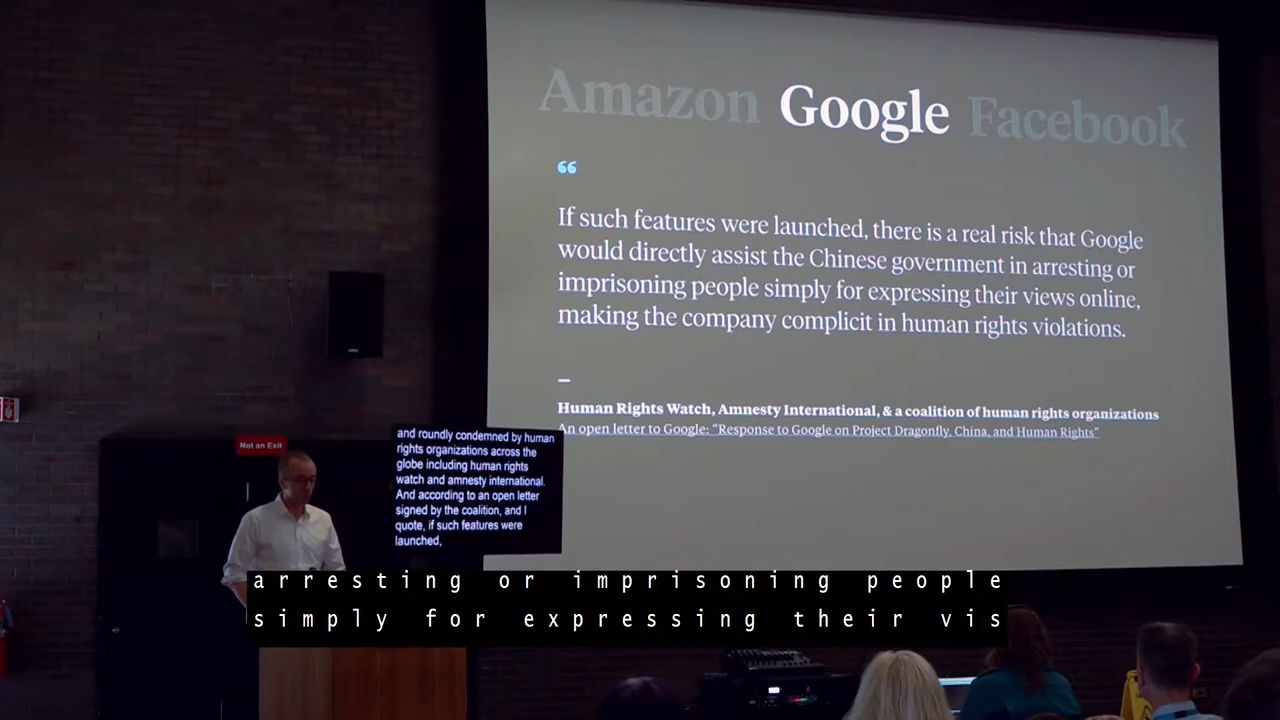 Amazon Google Facebook
“
If such features were launched, there is a real risk that Google
would directly assist the Chinese government in arresting or
imprisoning people simply for expressing their views online,
making the company complicit in human rights violations.
—
Human Rights Watch, Amnesty International, & a coalition of human rights organizations
An open letter to Google: "Response to Google on Project Dragonfly, China, and Human Rights"
Not an Exit
and roundly condemned by human
rights organizations across the
globe including human rights
watch and amnesty international.
And according to an open letter
signed by the coalition, and I
quote, if such features were
launched,
arresting or imprisoning people
simply for expressing their vis